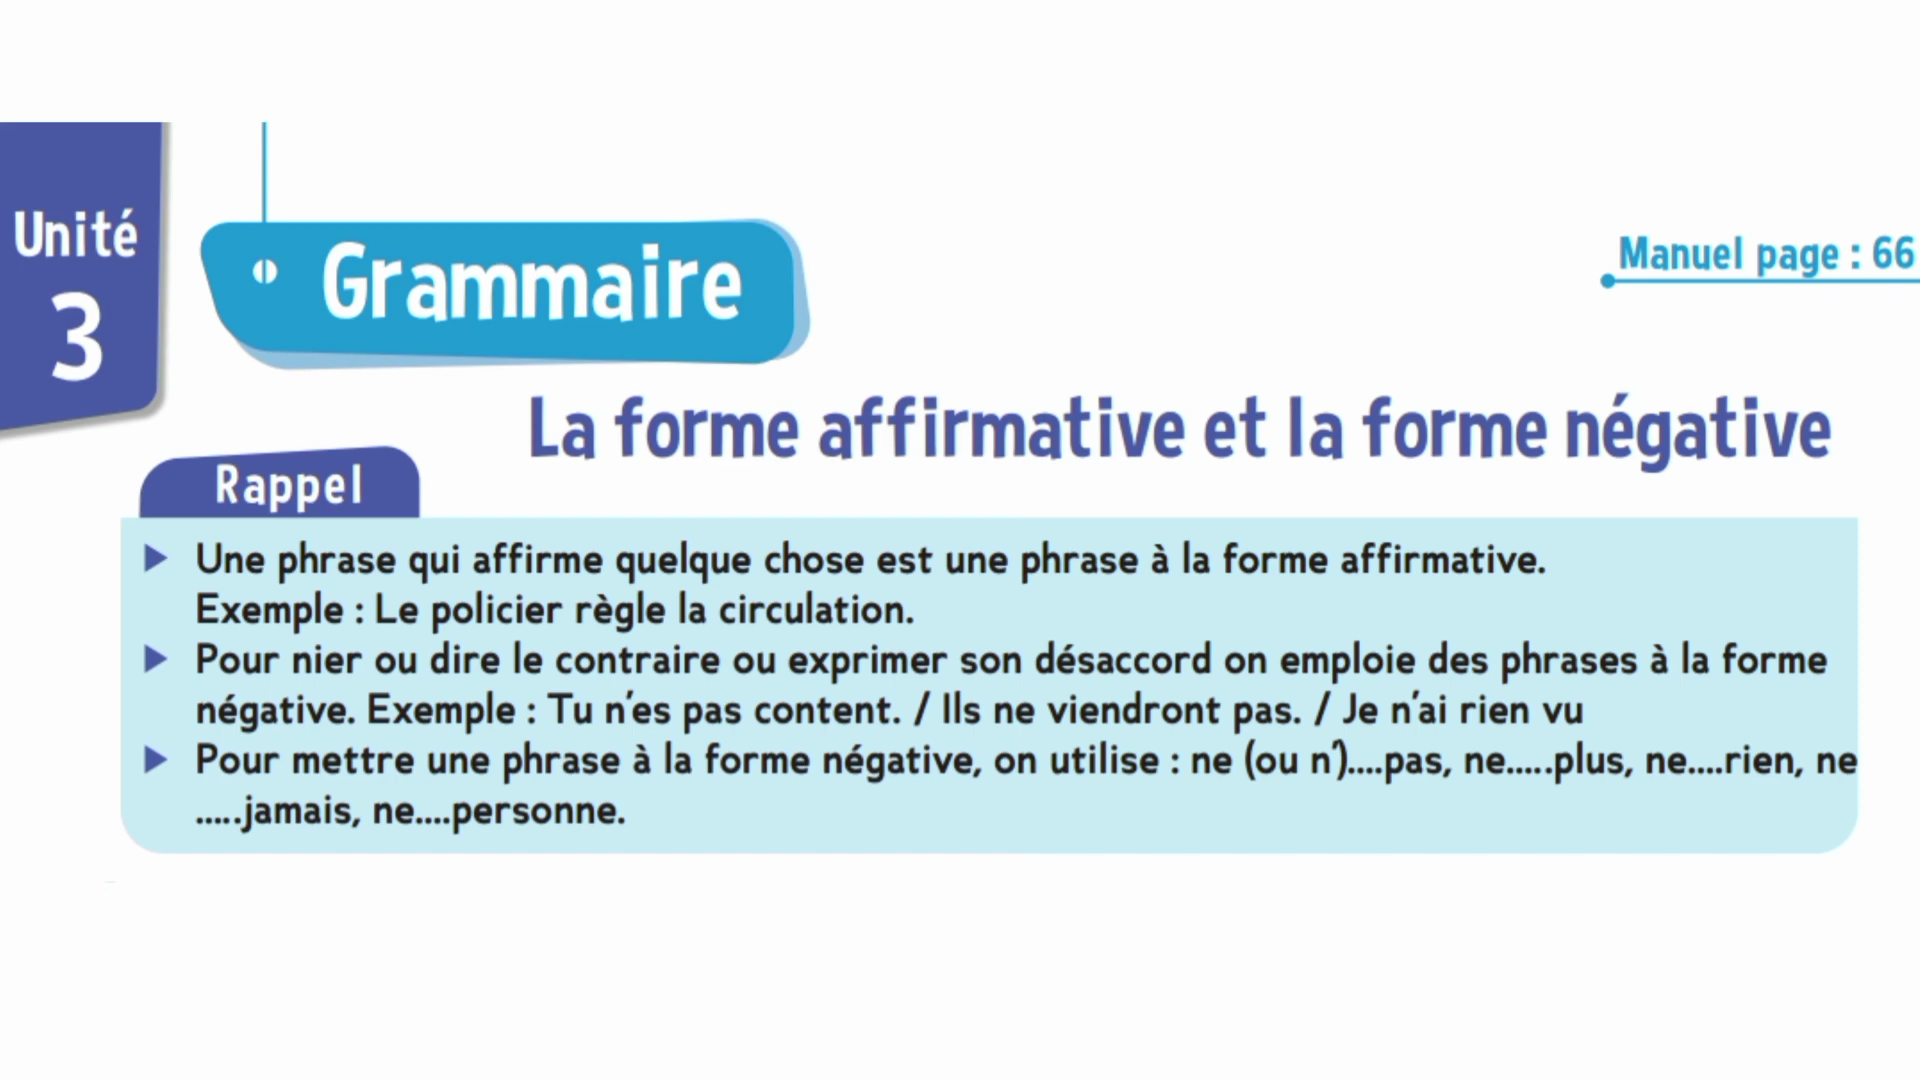 Unité
3
Grammaire
Manuel page : 66
La forme affirmative et la forme négative
Rappel
Une phrase qui affirme quelque chose est une phrase à la forme affirmative.
Exemple : Le policier règle la circulation.
Pour nier ou dire le contraire ou exprimer son désaccord on emploie des phrases à la forme
négative. Exemple : Tu n'es pas content. / Ils ne viendront pas. / Je n'ai rien vu
Pour mettre une phrase à la forme négative, on utilise : ne (ou n')....pas, ne.....plus, ne....rien, ne
.....jamais, ne....personne.